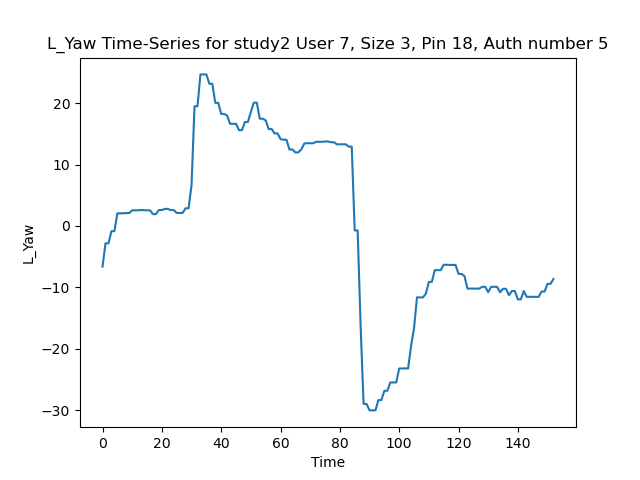 L_Yaw Time-Series for study2 User 7, Size 3, Pin 18, Auth number 5
20
10
0
−10
−20
−30
L_Yaw
0 20 40 60 80 100 120 140
Time